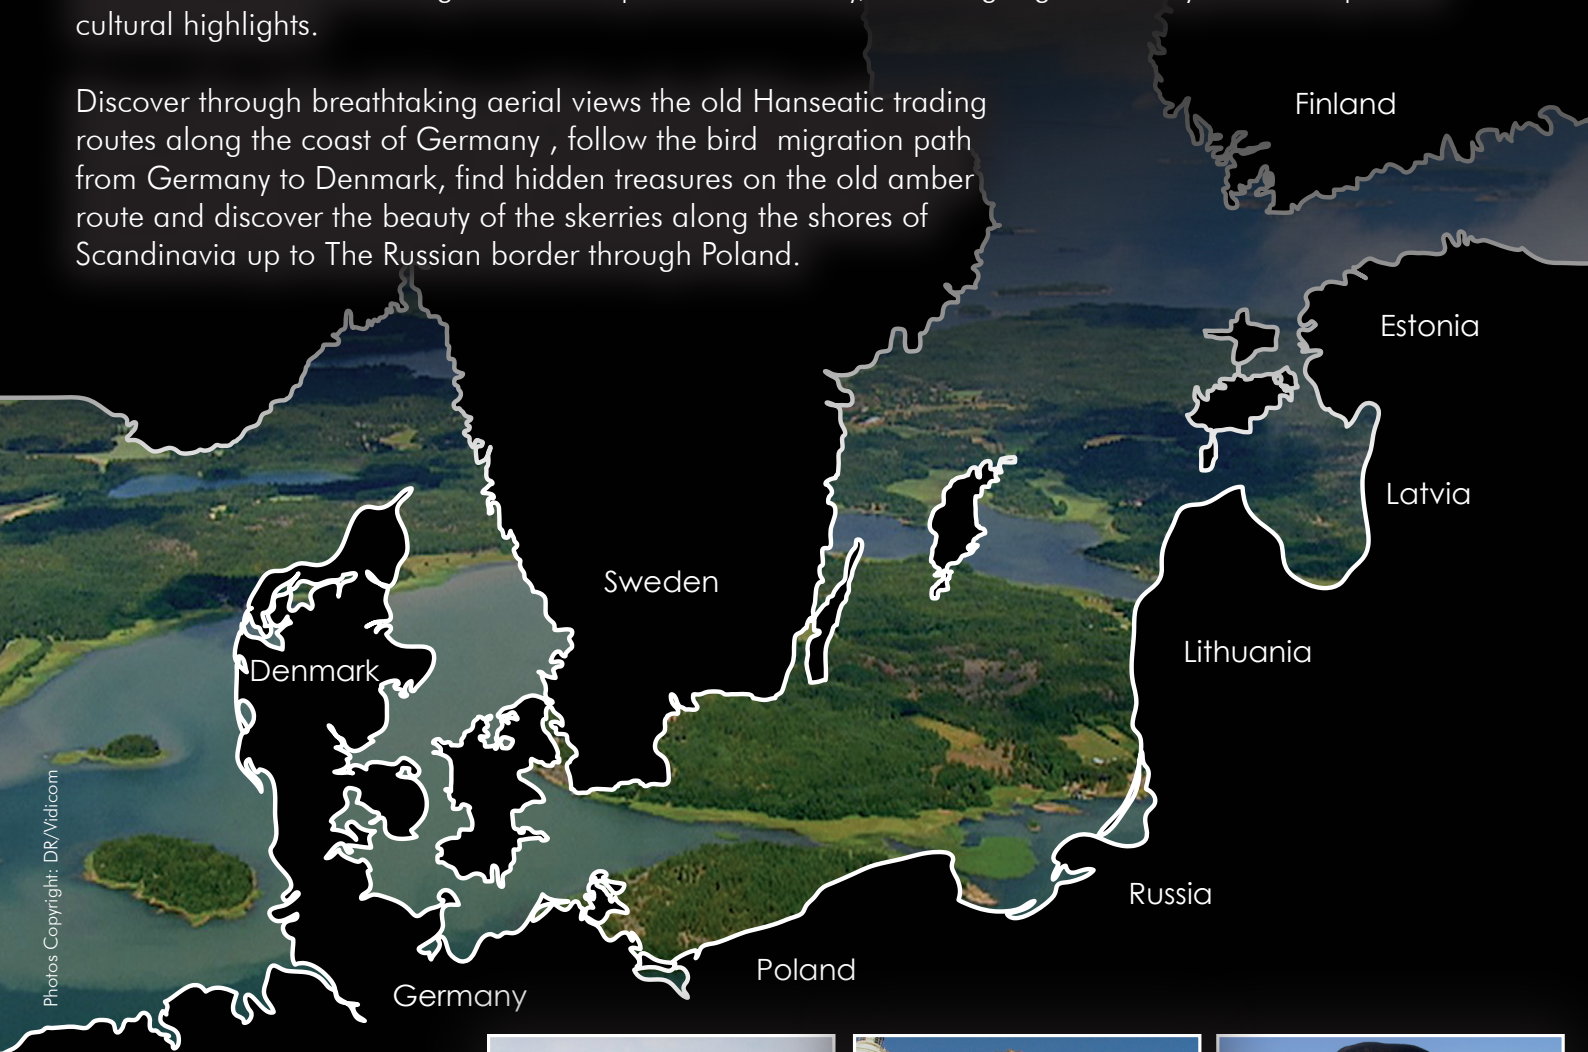 cultural highlights.
Discover through breathtaking aerial views the old Hanseatic trading
routes along the coast of Germany , follow the bird  migration path
from Germany to Denmark, find hidden treasures on the old amber
route and discover the beauty of the skerries along the shores of
Scandinavia up to The Russian border through Poland.
Finland
Estonia
Latvia
Sweden
Lithuania
Denmark
Russia
Poland
Germany
Photos Copyright: DR/Vidicom